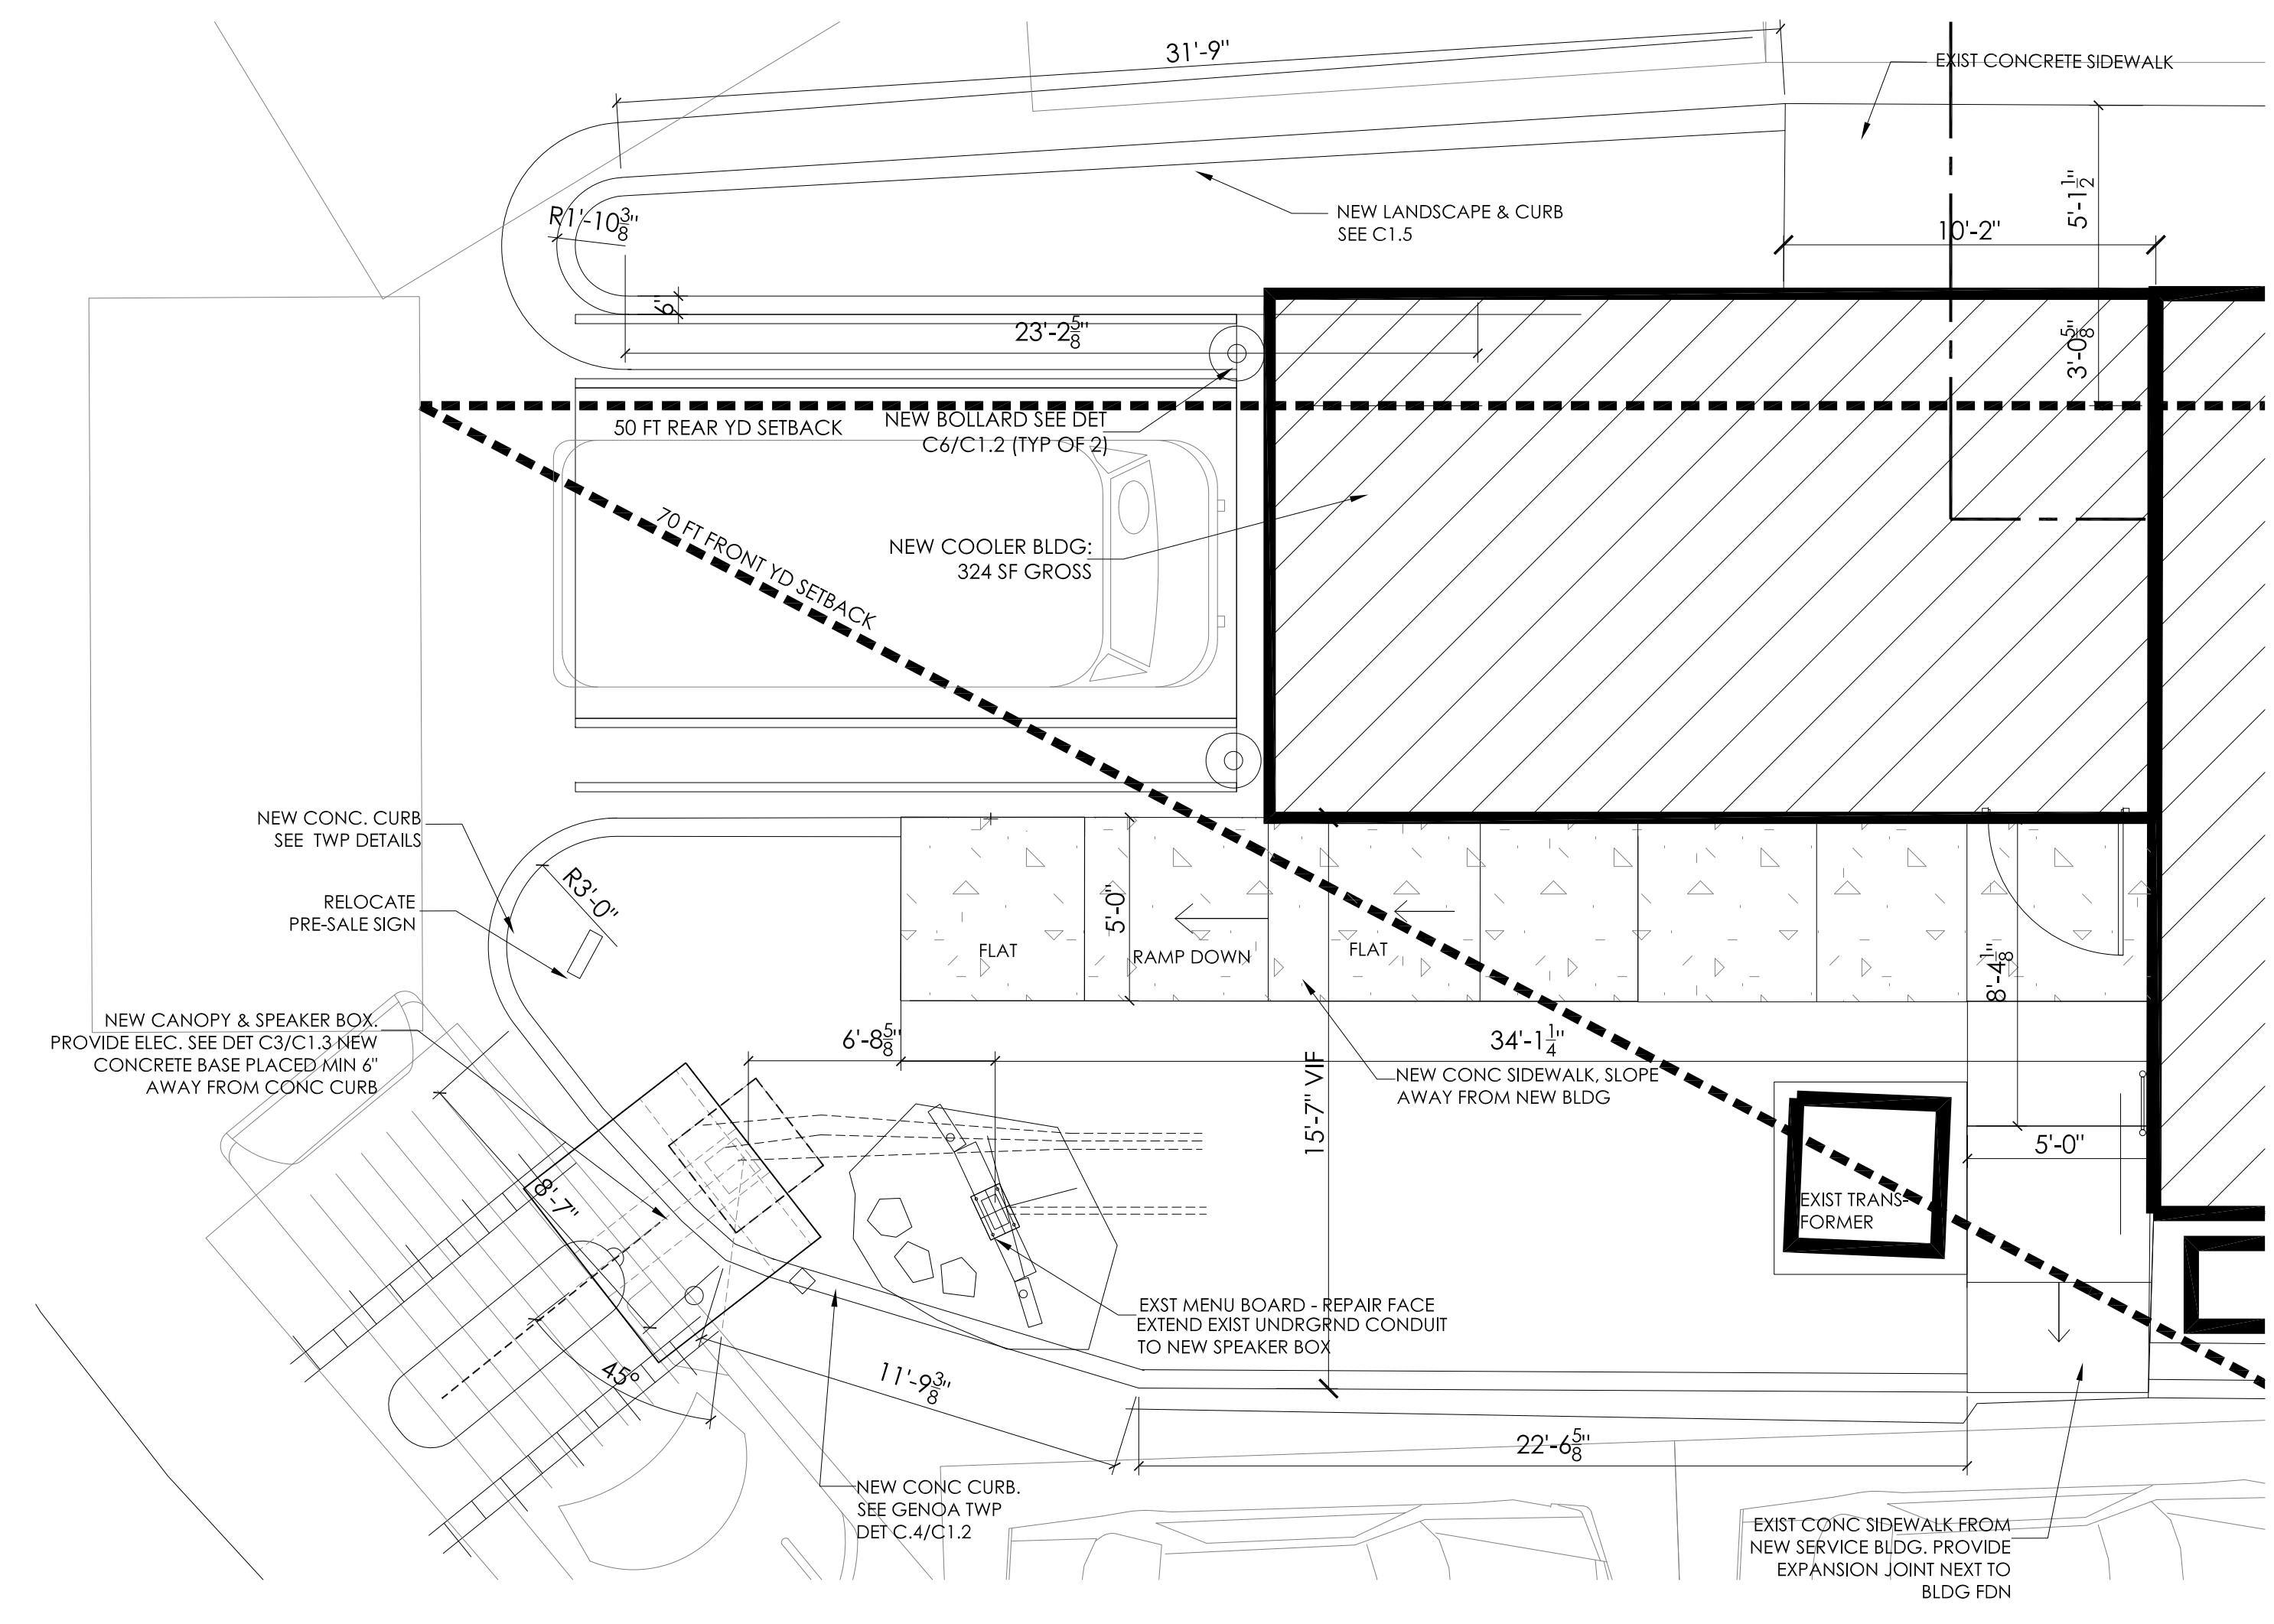 31'-9"
EXIST CONCRETE SIDEWALK
5'-1 1/2"
R1'-10 3/8"
NEW LANDSCAPE & CURB
SEE C1.5
10'-2"
6"
23'-2 5/8"
3'-0 5/8"
50 FT REAR YD SETBACK
NEW BOLLARD SEE DET
C6/C1.2 (TYP OF 2)
70 FT FRONT YD SETBACK
NEW COOLER BLDG:
324 SF GROSS
NEW CONC. CURB
SEE TWP DETAILS
R3'-0"
RELOCATE
PRE-SALE SIGN
5'-0"
FLAT
RAMP DOWN
FLAT
8'-4 1/8"
NEW CANOPY & SPEAKER BOX.
PROVIDE ELEC. SEE DET C3/C1.3 NEW
CONCRETE BASE PLACED MIN 6"
AWAY FROM CONC CURB
6'-8 5/8"
34'-1 1/4"
15'-7" VIF
NEW CONC SIDEWALK, SLOPE
AWAY FROM NEW BLDG
5'-0"
8'-7"
EXIST TRANS-
FORMER
EXST MENU BOARD - REPAIR FACE
EXTEND EXIST UNDRGRND CONDUIT
TO NEW SPEAKER BOX
45°
11'-9 3/8"
22'-6 5/8"
NEW CONC CURB.
SEE GENOA TWP
DET C.4/C1.2
EXIST CONC SIDEWALK FROM
NEW SERVICE BLDG. PROVIDE
EXPANSION JOINT NEXT TO
BLDG FDN